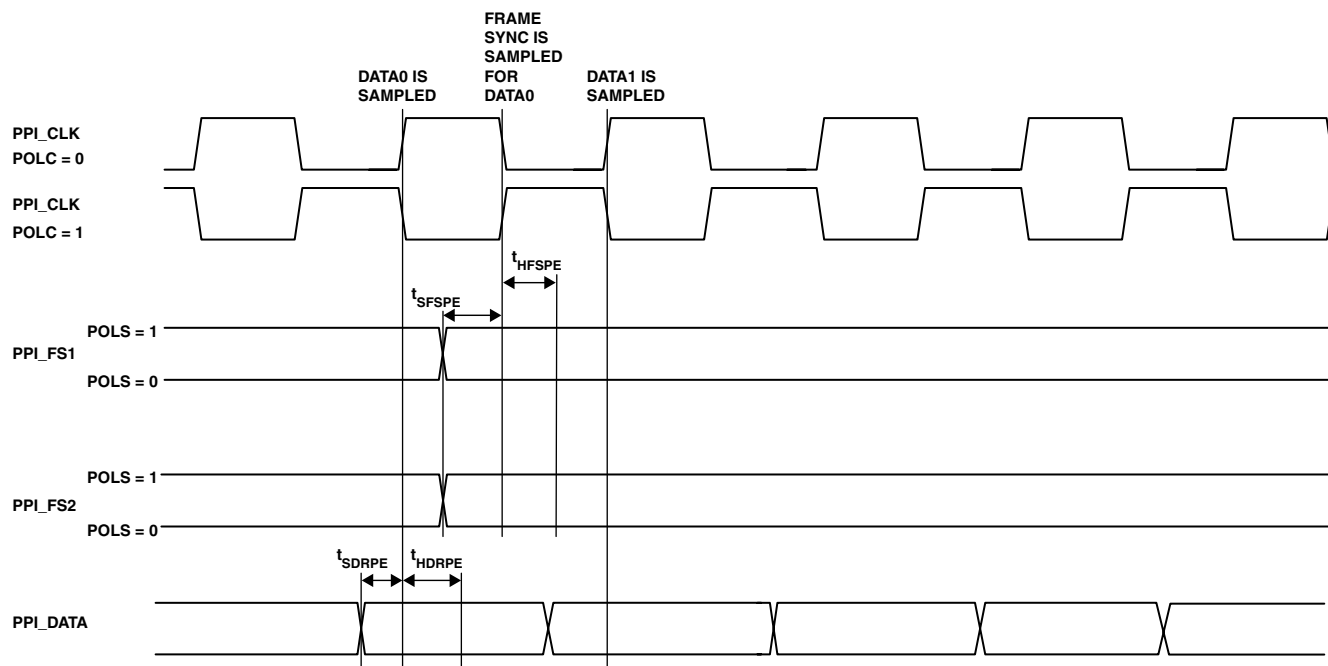 FRAME
SYNC IS
SAMPLED
FOR
DATA0
DATA0 IS
SAMPLED
DATA1 IS
SAMPLED
PPI_CLK
POLC = 0
PPI_CLK
POLC = 1
tHFSPE
tSFSPE
POLS = 1
PPI_FS1
POLS = 0
POLS = 1
PPI_FS2
POLS = 0
tSDRPE
tHDRPE
PPI_DATA